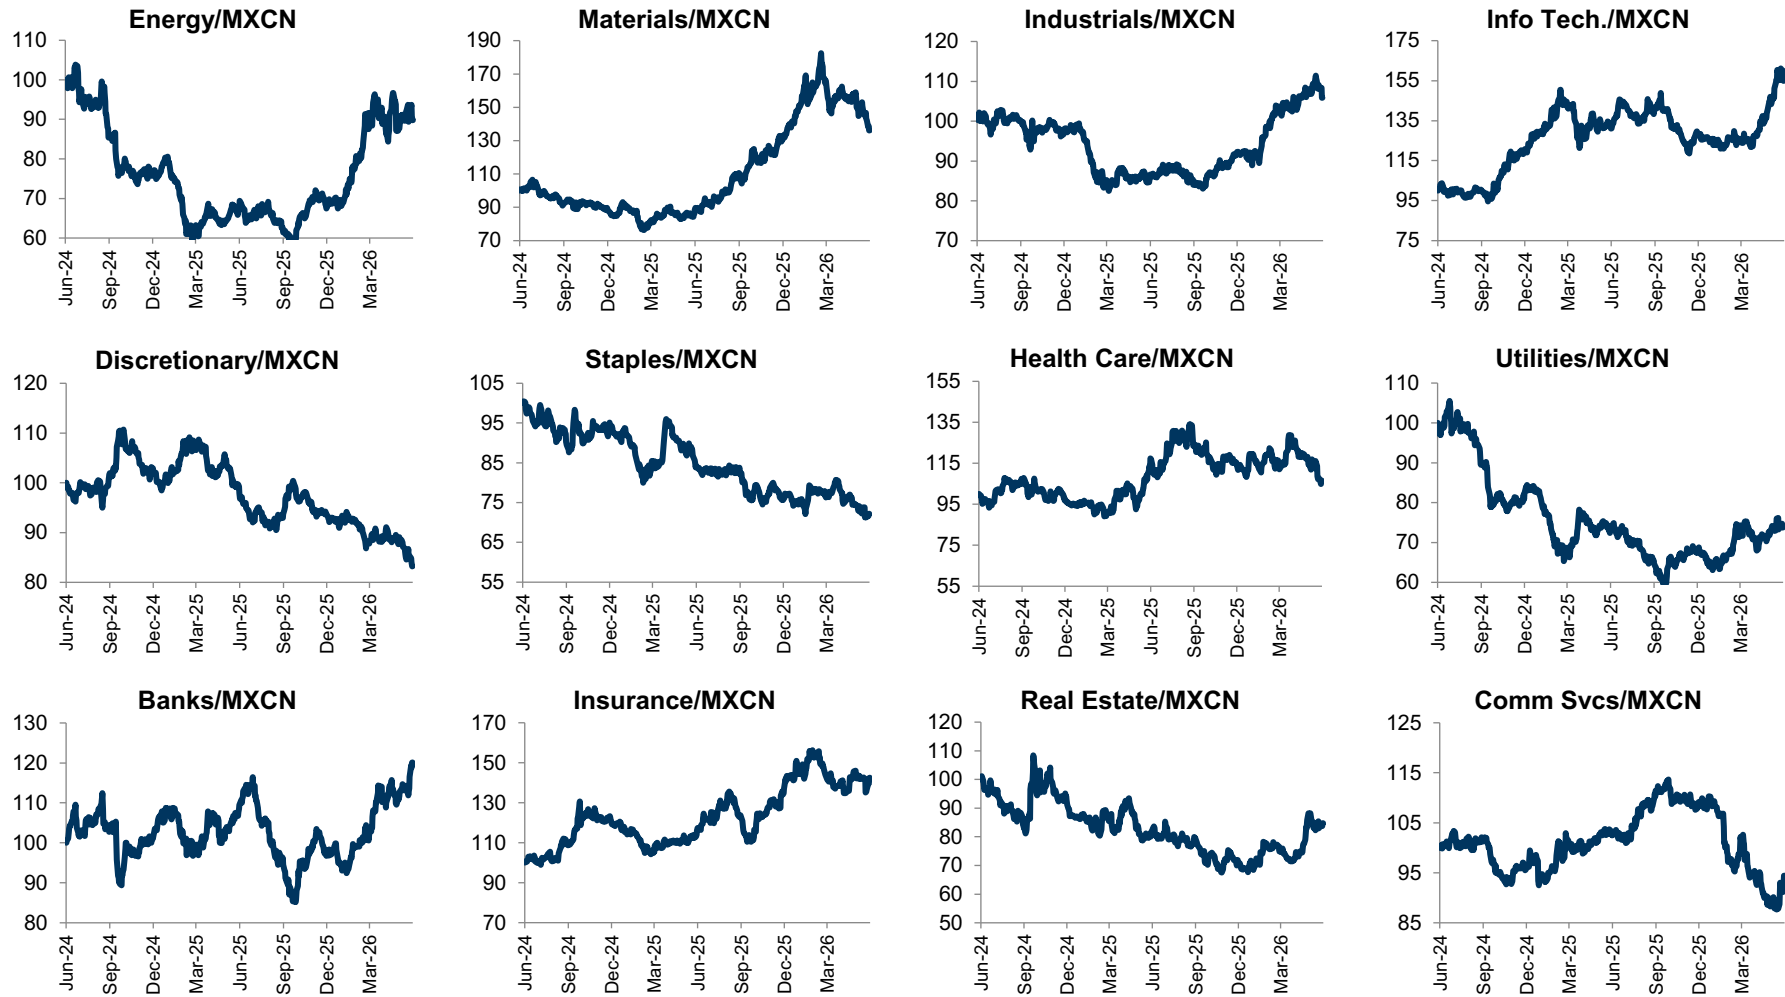 Energy/MXCN
110
100
90
80
70
60
Jun-24
Sep-24
Dec-24
Mar-25
Jun-25
Sep-25
Dec-25
Mar-26
Materials/MXCN
190
170
150
130
110
90
70
Jun-24
Sep-24
Dec-24
Mar-25
Jun-25
Sep-25
Dec-25
Mar-26
Industrials/MXCN
120
110
100
90
80
70
Jun-24
Sep-24
Dec-24
Mar-25
Jun-25
Sep-25
Dec-25
Mar-26
Info Tech./MXCN
175
155
135
115
95
75
Jun-24
Sep-24
Dec-24
Mar-25
Jun-25
Sep-25
Dec-25
Mar-26
Discretionary/MXCN
120
110
100
90
80
Jun-24
Sep-24
Dec-24
Mar-25
Jun-25
Sep-25
Dec-25
Mar-26
Staples/MXCN
105
95
85
75
65
55
Jun-24
Sep-24
Dec-24
Mar-25
Jun-25
Sep-25
Dec-25
Mar-26
Health Care/MXCN
155
135
115
95
75
55
Jun-24
Sep-24
Dec-24
Mar-25
Jun-25
Sep-25
Dec-25
Mar-26
Utilities/MXCN
110
100
90
80
70
60
Jun-24
Sep-24
Dec-24
Mar-25
Jun-25
Sep-25
Dec-25
Mar-26
Banks/MXCN
130
120
110
100
90
80
Jun-24
Sep-24
Dec-24
Mar-25
Jun-25
Sep-25
Dec-25
Mar-26
Insurance/MXCN
170
150
130
110
90
70
Jun-24
Sep-24
Dec-24
Mar-25
Jun-25
Sep-25
Dec-25
Mar-26
Real Estate/MXCN
120
110
100
90
80
70
60
50
Jun-24
Sep-24
Dec-24
Mar-25
Jun-25
Sep-25
Dec-25
Mar-26
Comm Svcs/MXCN
125
115
105
95
85
Jun-24
Sep-24
Dec-24
Mar-25
Jun-25
Sep-25
Dec-25
Mar-26